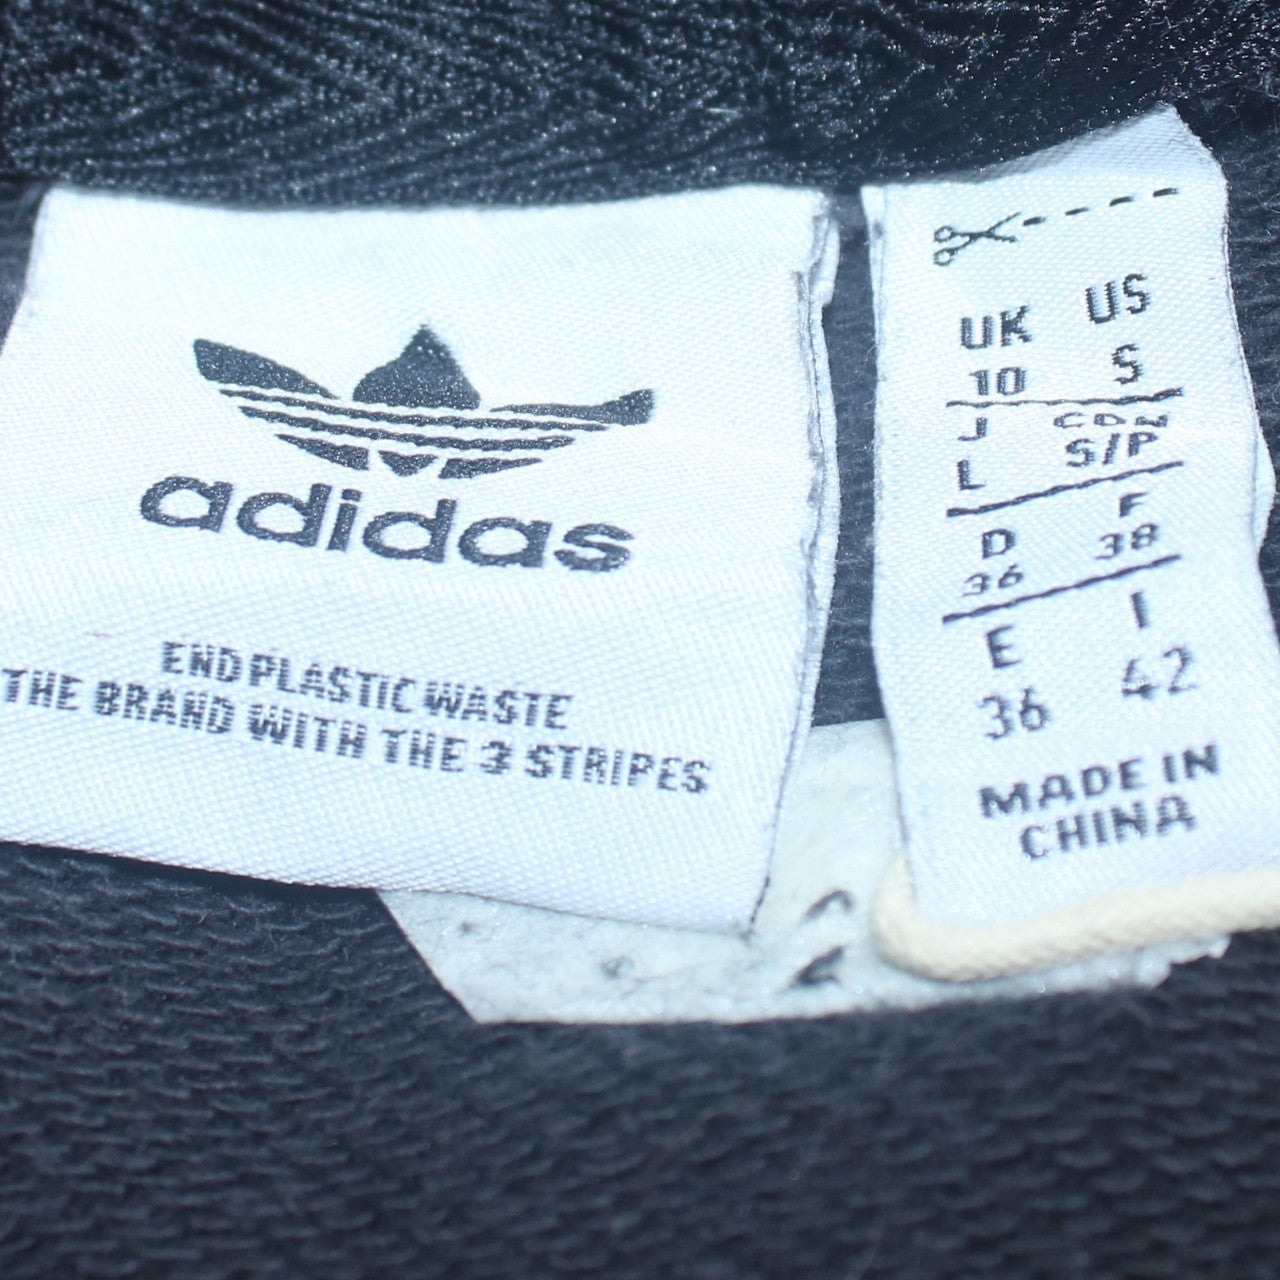 adidas
END PLASTIC WASTE
THE BRAND WITH THE 3 STRIPES
UK US
10 S
J CDN
L S/P
D F
36 38
E I
36 42
MADE IN
CHINA